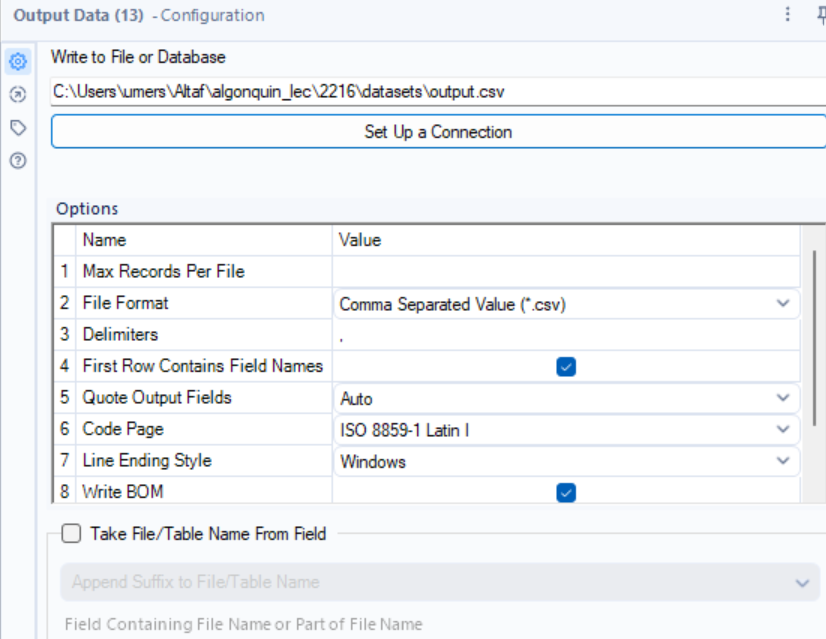 Output Data (13) - Configuration
Write to File or Database
C:\Users\umers\Altaf\algonquin_lec\2216\datasets\output.csv
Set Up a Connection
Options
Name Value
1 Max Records Per File
2 File Format Comma Separated Value (*.csv)
3 Delimiters ,
4 First Row Contains Field Names
5 Quote Output Fields Auto
6 Code Page ISO 8859-1 Latin I
7 Line Ending Style Windows
8 Write BOM
Take File/Table Name From Field
Append Suffix to File/Table Name
Field Containing File Name or Part of File Name